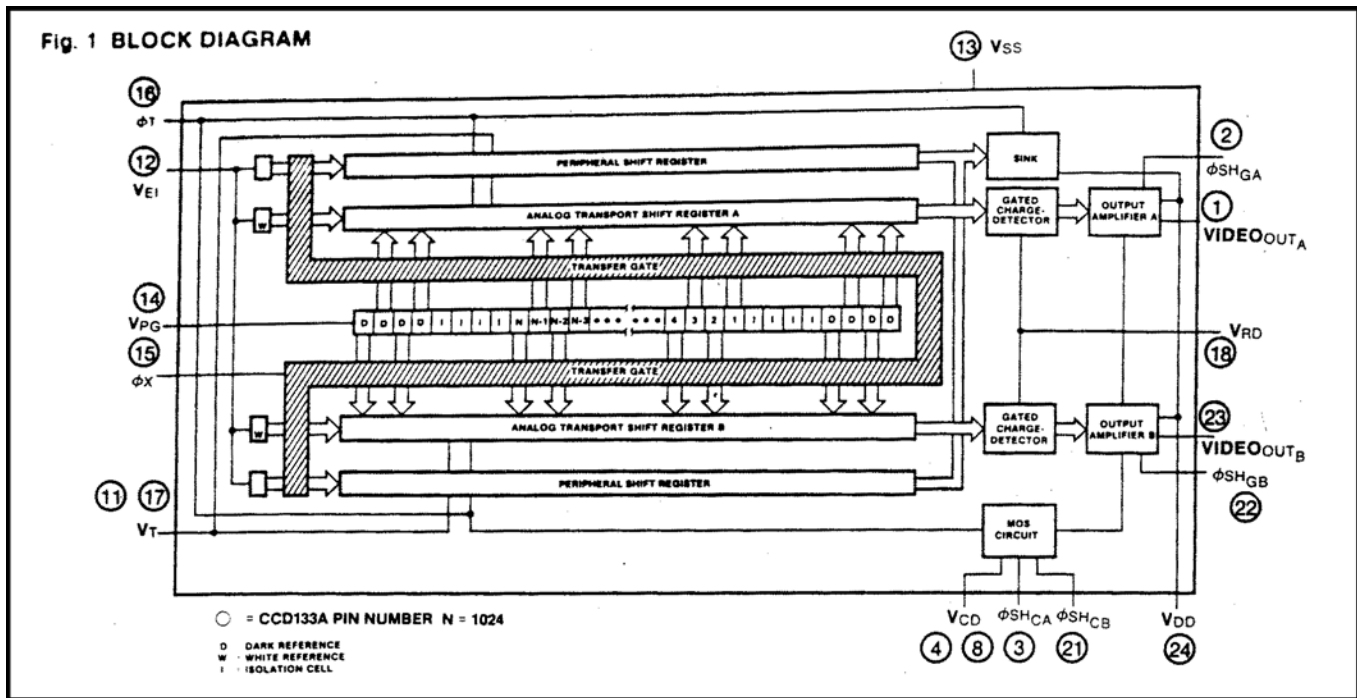 Fig. 1 BLOCK DIAGRAM
13 VSS
16
ϕT
12
VEI
PERIPHERAL SHIFT REGISTER
SINK
2
ϕSHGA
W
ANALOG TRANSPORT SHIFT REGISTER A
GATED CHARGE-DETECTOR
OUTPUT AMPLIFIER A
1
VIDEOOUTA
TRANSFER GATE
14
VPG
D D D D I I I I N N-1 N-2 N-3 ••• ••• 4 3 2 1 I I I I D D D D
VRD
18
15
ϕX
TRANSFER GATE
W
ANALOG TRANSPORT SHIFT REGISTER B
GATED CHARGE-DETECTOR
OUTPUT AMPLIFIER B
23
VIDEOOUTB
PERIPHERAL SHIFT REGISTER
ϕSHGB
22
11 17
VT
MOS CIRCUIT
○ = CCD133A PIN NUMBER N = 1024
D DARK REFERENCE
W - WHITE REFERENCE
I - ISOLATION CELL
VCD ϕSHCA ϕSHCB VDD
4 8 3 21 24